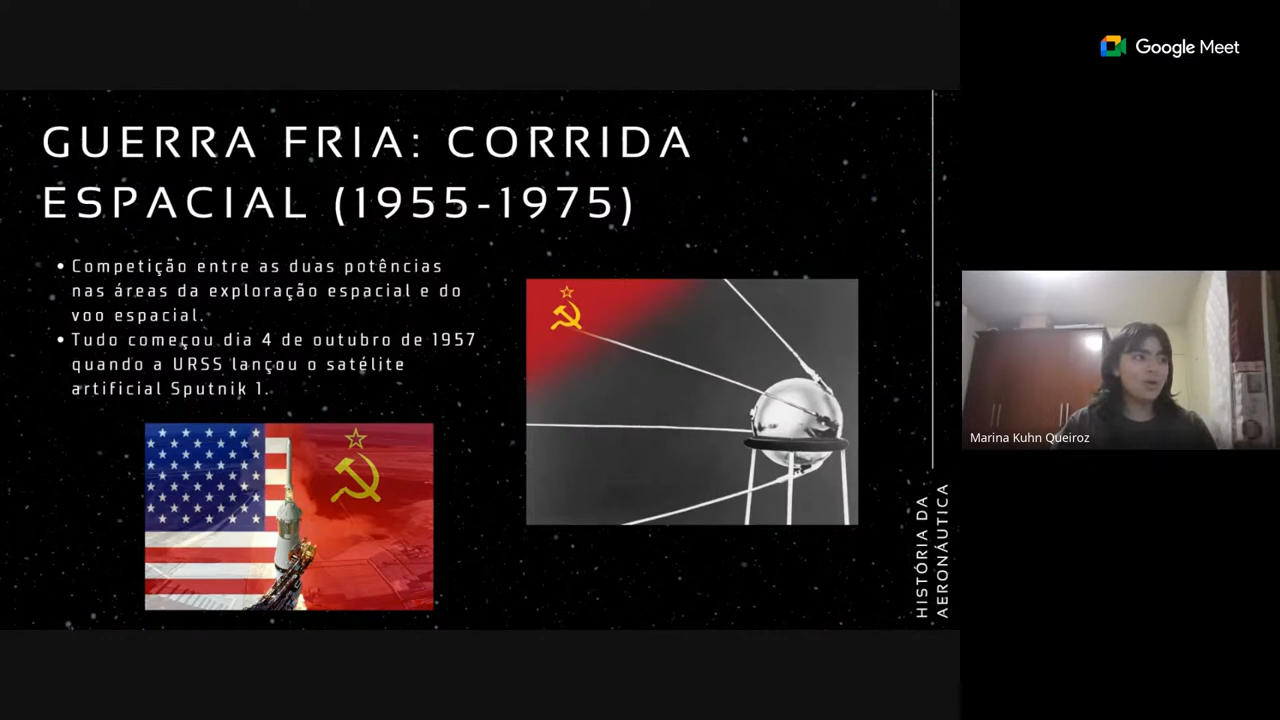 Google Meet
GUERRA FRIA: CORRIDA
ESPACIAL (1955-1975)
• Competição entre as duas potências
nas áreas da exploração espacial e do
voo espacial.
• Tudo começou dia 4 de outubro de 1957
quando a URSS lançou o satélite
artificial Sputnik 1.
HISTÓRIA DA
AERONÁUTICA
Marina Kuhn Queiroz